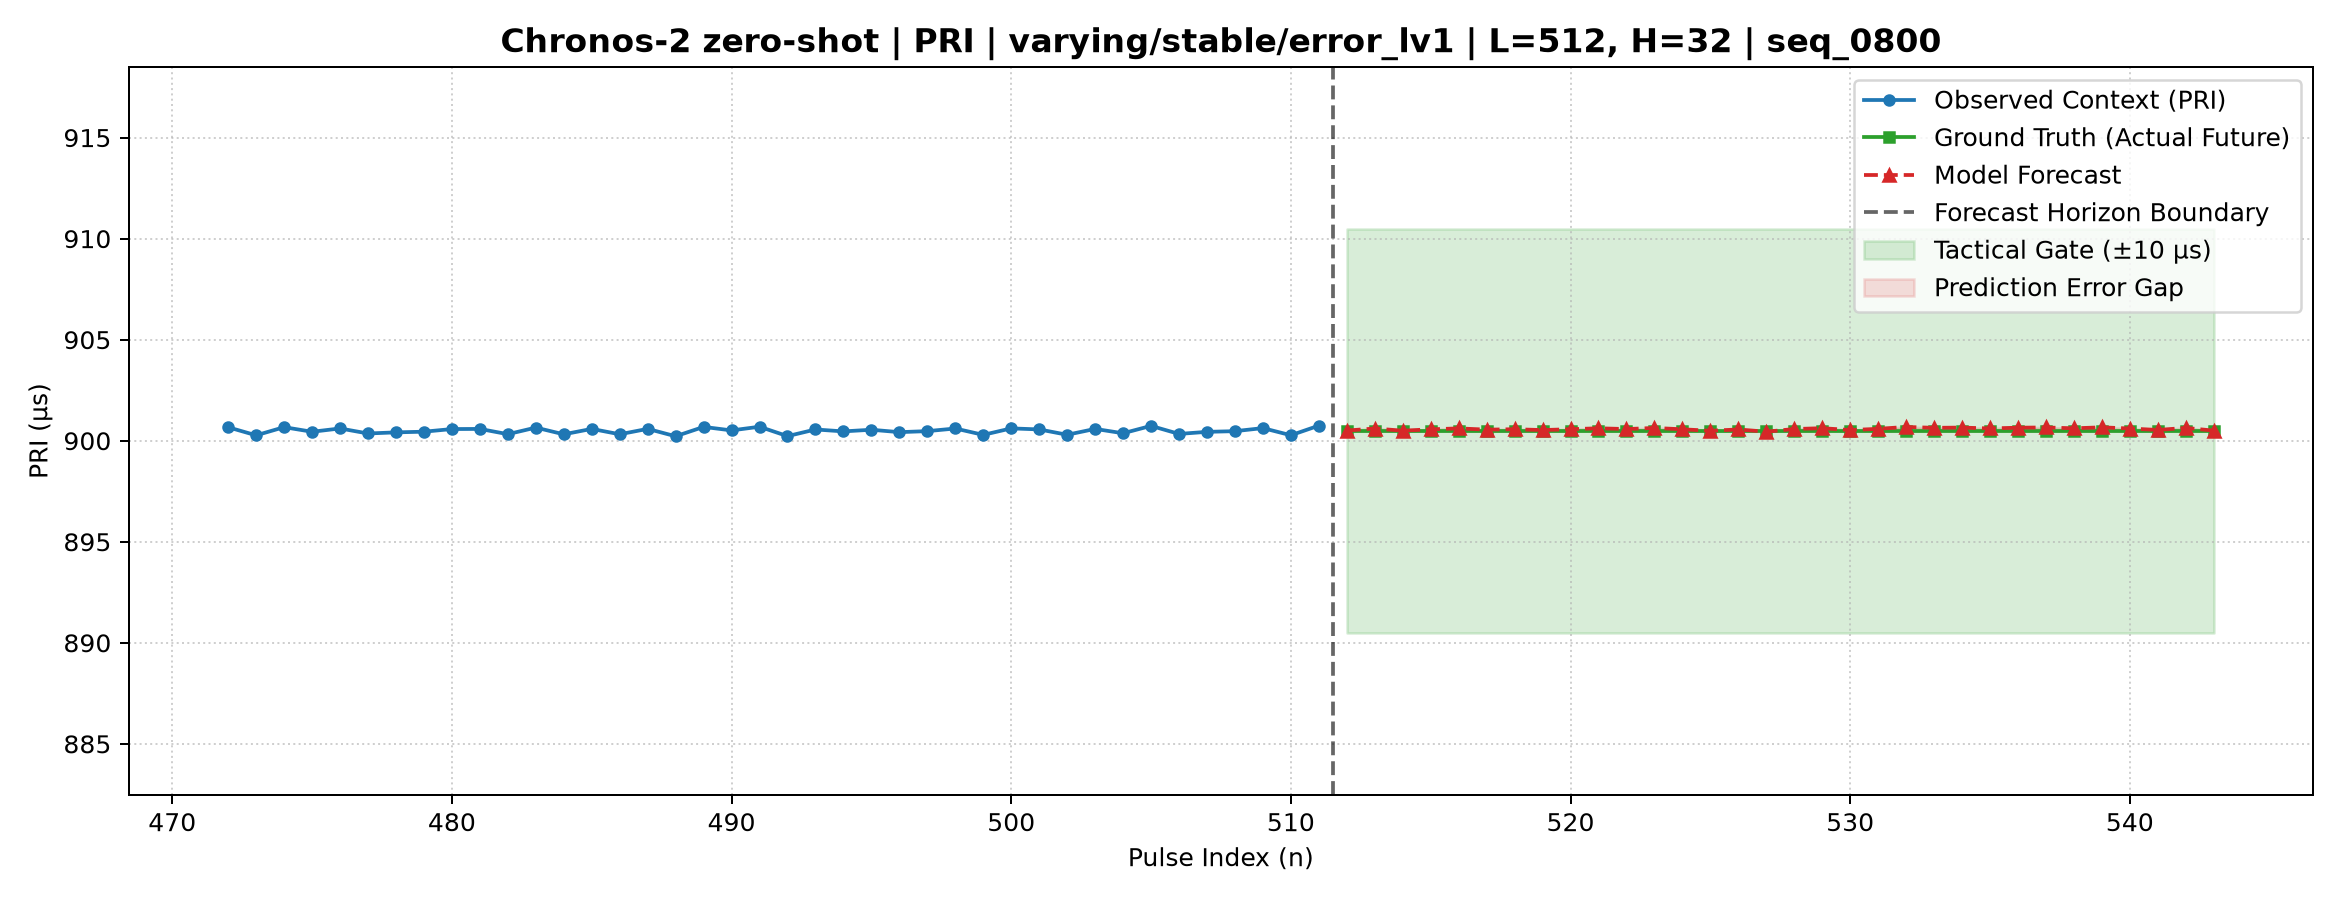 Chronos-2 zero-shot | PRI | varying/stable/error_lv1 | L=512, H=32 | seq_0800
Observed Context (PRI)
Ground Truth (Actual Future)
Model Forecast
Forecast Horizon Boundary
Tactical Gate (±10 μs)
Prediction Error Gap
PRI (μs)
915
910
905
900
895
890
885
470 480 490 500 510 520 530 540
Pulse Index (n)